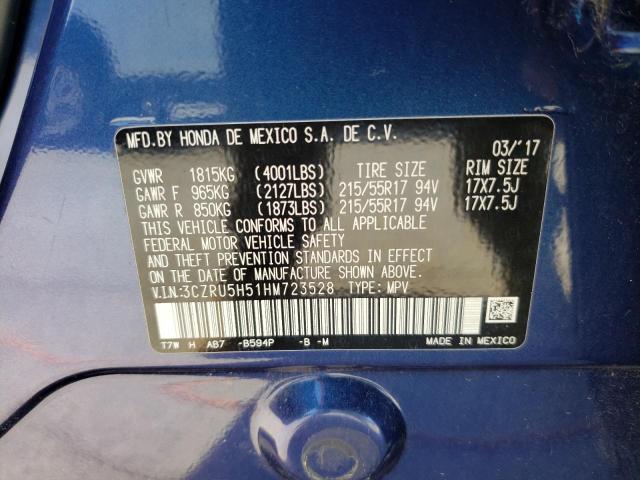 MFD.BY HONDA DE MEXICO S.A. DE C.V.
03/'17
GVWR 1815KG (4001LBS) TIRE SIZE RIM SIZE
GAWR F 965KG (2127LBS) 215/55R17 94V 17X7.5J
GAWR R 850KG (1873LBS) 215/55R17 94V 17X7.5J
THIS VEHICLE CONFORMS TO ALL APPLICABLE
FEDERAL MOTOR VEHICLE SAFETY
AND THEFT PREVENTION STANDARDS IN EFFECT
ON THE DATE OF MANUFACTURE SHOWN ABOVE.
V.I.N:3CZRU5H51HM723528 TYPE: MPV
T7W H AB7 -B594P -B -M
MADE IN MEXICO